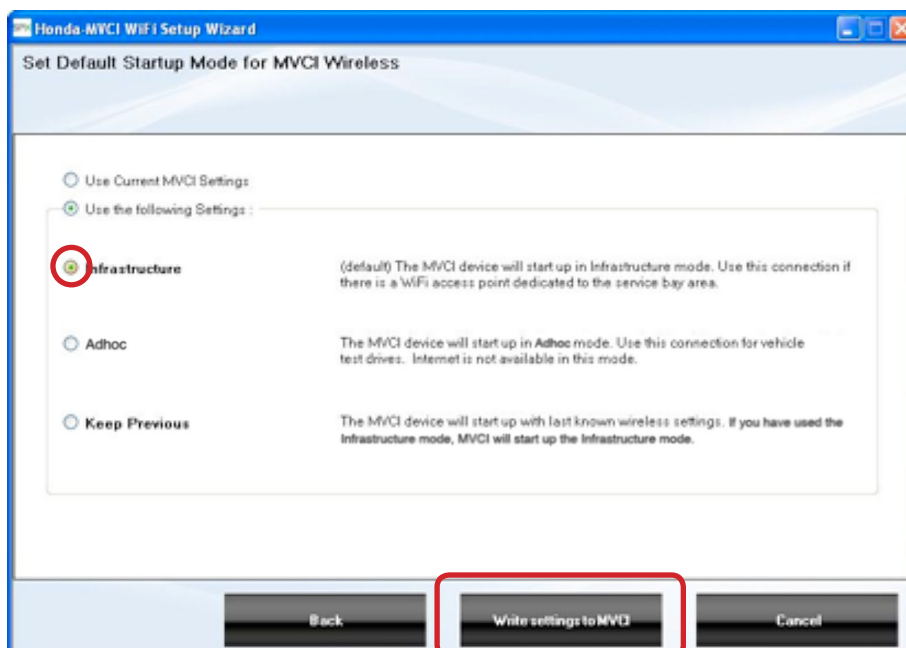 Honda-MVCI WiFi Setup Wizard
Set Default Startup Mode for MVCI Wireless
Use Current MVCI Settings
Use the following Settings :
Infrastructure
(default) The MVCI device will start up in Infrastructure mode. Use this connection if
there is a WiFi access point dedicated to the service bay area.
Adhoc
The MVCI device will start up in Adhoc mode. Use this connection for vehicle
test drives. Internet is not available in this mode.
Keep Previous
The MVCI device will start up with last known wireless settings. If you have used the
Infrastructure mode, MVCI will start up the Infrastructure mode.
Back
Write settings to MVCI
Cancel